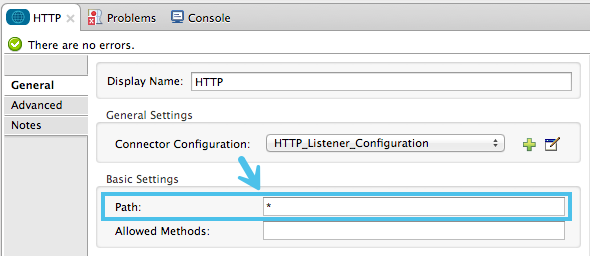 HTTP Problems Console
There are no errors.
General
Advanced
Notes
Display Name: HTTP
General Settings
Connector Configuration: HTTP_Listener_Configuration
Basic Settings
Path: *
Allowed Methods: